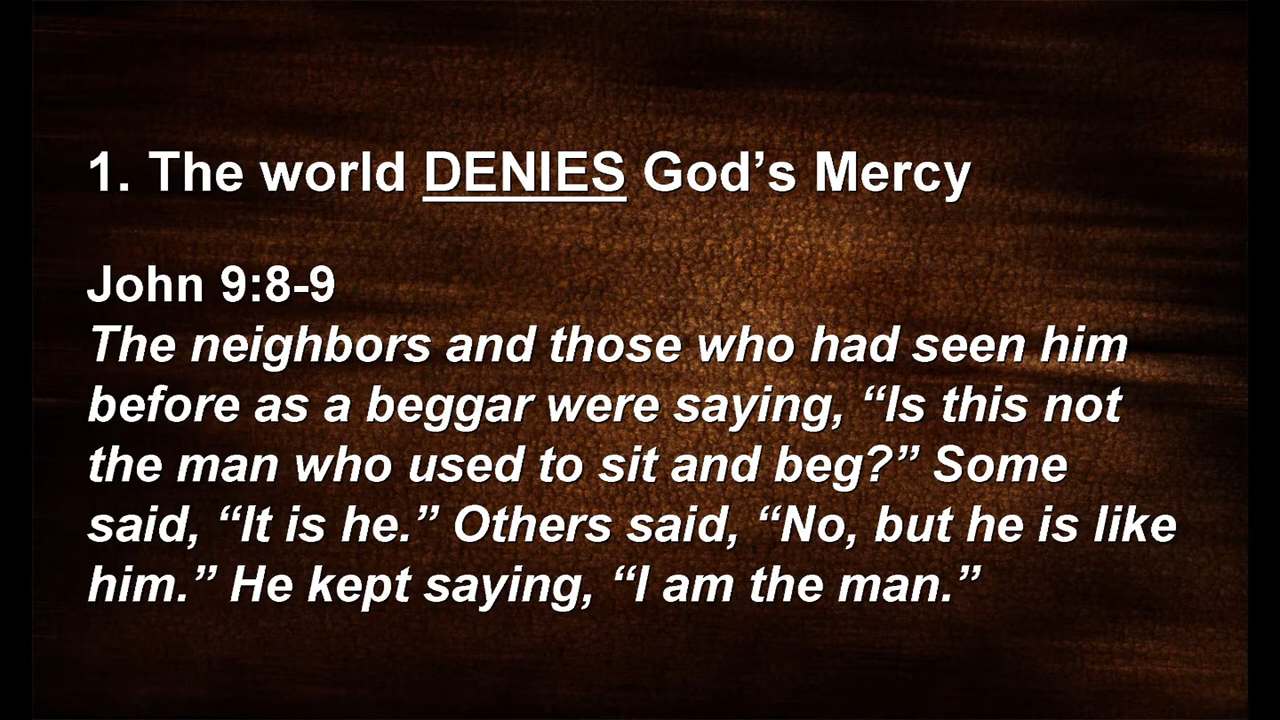 1. The world DENIES God’s Mercy
John 9:8-9
The neighbors and those who had seen him
before as a beggar were saying, “Is this not
the man who used to sit and beg?” Some
said, “It is he.” Others said, “No, but he is like
him.” He kept saying, “I am the man.”